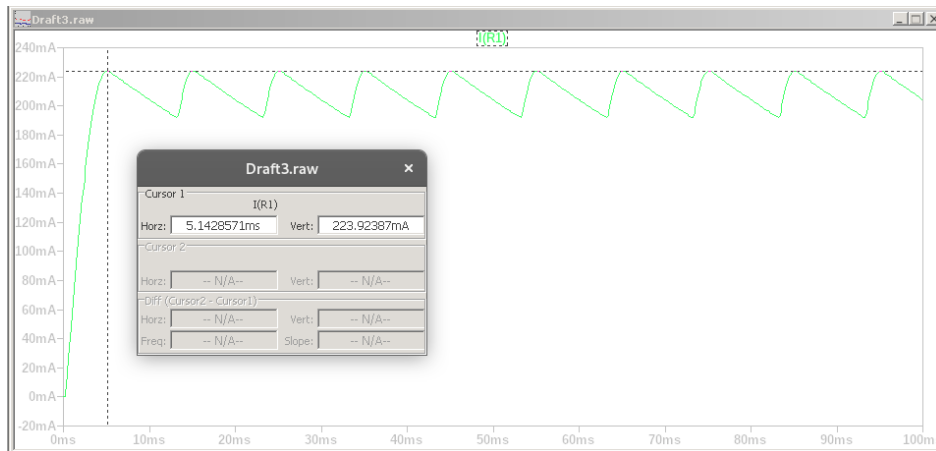 Draft3.raw
I(R1)
240mA
220mA
200mA
180mA
160mA
140mA
120mA
100mA
80mA
60mA
40mA
20mA
0mA
-20mA
0ms 10ms 20ms 30ms 40ms 50ms 60ms 70ms 80ms 90ms 100m
Draft3.raw
Cursor 1
I(R1)
Horz: 5.1428571ms Vert: 223.92387mA
Cursor 2
Horz: -- N/A-- Vert: -- N/A--
Diff (Cursor2 - Cursor1)
Horz: -- N/A-- Vert: -- N/A--
Freq: -- N/A-- Slope: -- N/A--